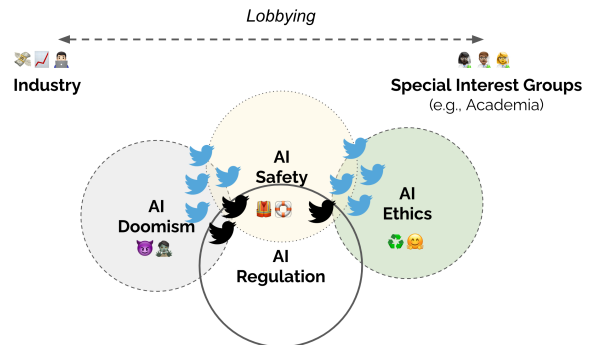 Lobbying
Industry
Special Interest Groups
(e.g., Academia)
AI
Safety
AI
Doomism
AI
Ethics
AI
Regulation